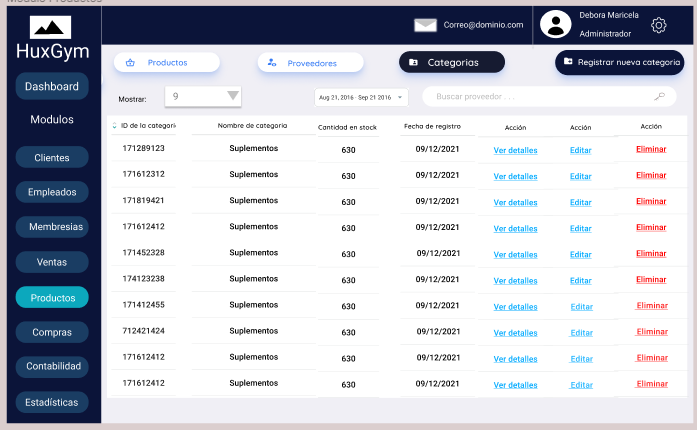 Modulo Productos
HuxGym
Correo@dominio.com
Debora Maricela
Administrador
Dashboard
Modulos
Clientes
Empleados
Membresias
Ventas
Productos
Compras
Contabilidad
Estadísticas
Productos
Proveedores
Categorias
Registrar nueva categoria
Mostrar:
9
Aug 21, 2016 - Sep 21 2016
Buscar proveedor . . .
ID de la categori Nombre de categoria Cantidad en stock Fecha de registro Acción Acción Acción
171289123 Suplementos 630 09/12/2021 Ver detalles Editar Eliminar
171612312 Suplementos 630 09/12/2021 Ver detalles Editar Eliminar
171819421 Suplementos 630 09/12/2021 Ver detalles Editar Eliminar
171612412 Suplementos 630 09/12/2021 Ver detalles Editar Eliminar
171452328 Suplementos 630 09/12/2021 Ver detalles Editar Eliminar
174123238 Suplementos 630 09/12/2021 Ver detalles Editar Eliminar
171412455 Suplementos 630 09/12/2021 Ver detalles Editar Eliminar
712421424 Suplementos 630 09/12/2021 Ver detalles Editar Eliminar
171612412 Suplementos 630 09/12/2021 Ver detalles Editar Eliminar
171612412 Suplementos 630 09/12/2021 Ver detalles Editar Eliminar